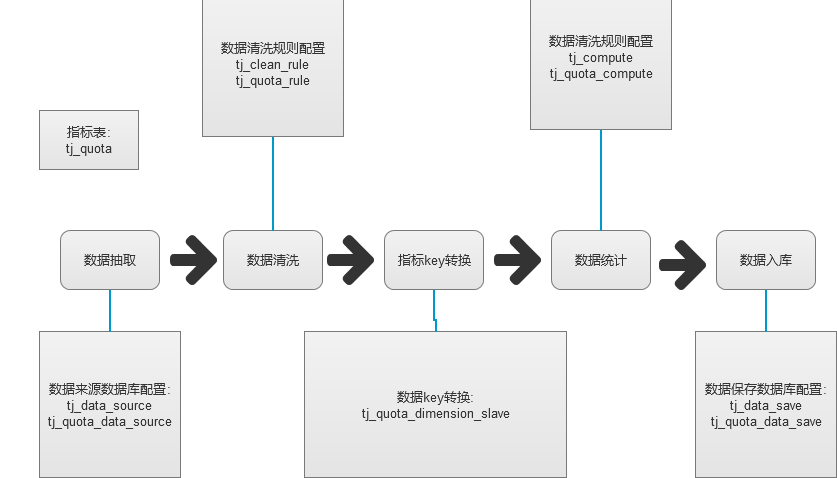 数据清洗规则配置
tj_clean_rule
tj_quota_rule
数据清洗规则配置
tj_compute
tj_quota_compute
指标表:
tj_quota
数据抽取
数据清洗
指标key转换
数据统计
数据入库
数据来源数据库配置:
tj_data_source
tj_quota_data_source
数据key转换:
tj_quota_dimension_slave
数据保存数据库配置:
tj_data_save
tj_quota_data_save